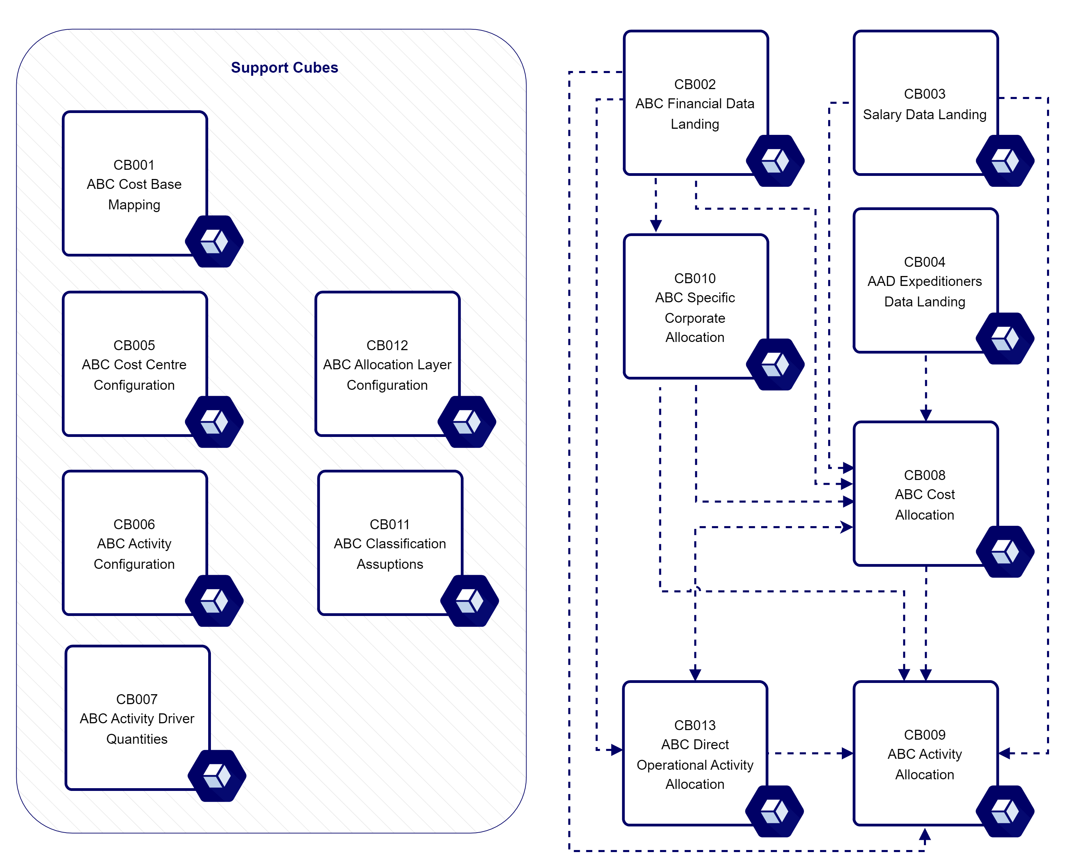 Support Cubes
CB001
ABC Cost Base
Mapping
CB005
ABC Cost Centre
Configuration
CB012
ABC Allocation Layer
Configuration
CB006
ABC Activity
Configuration
CB011
ABC Classification
Assuptions
CB007
ABC Activity Driver
Quantities
CB002
ABC Financial Data
Landing
CB003
Salary Data Landing
CB010
ABC Specific
Corporate
Allocation
CB004
AAD Expeditioners
Data Landing
CB008
ABC Cost
Allocation
CB013
ABC Direct
Operational Activity
Allocation
CB009
ABC Activity
Allocation